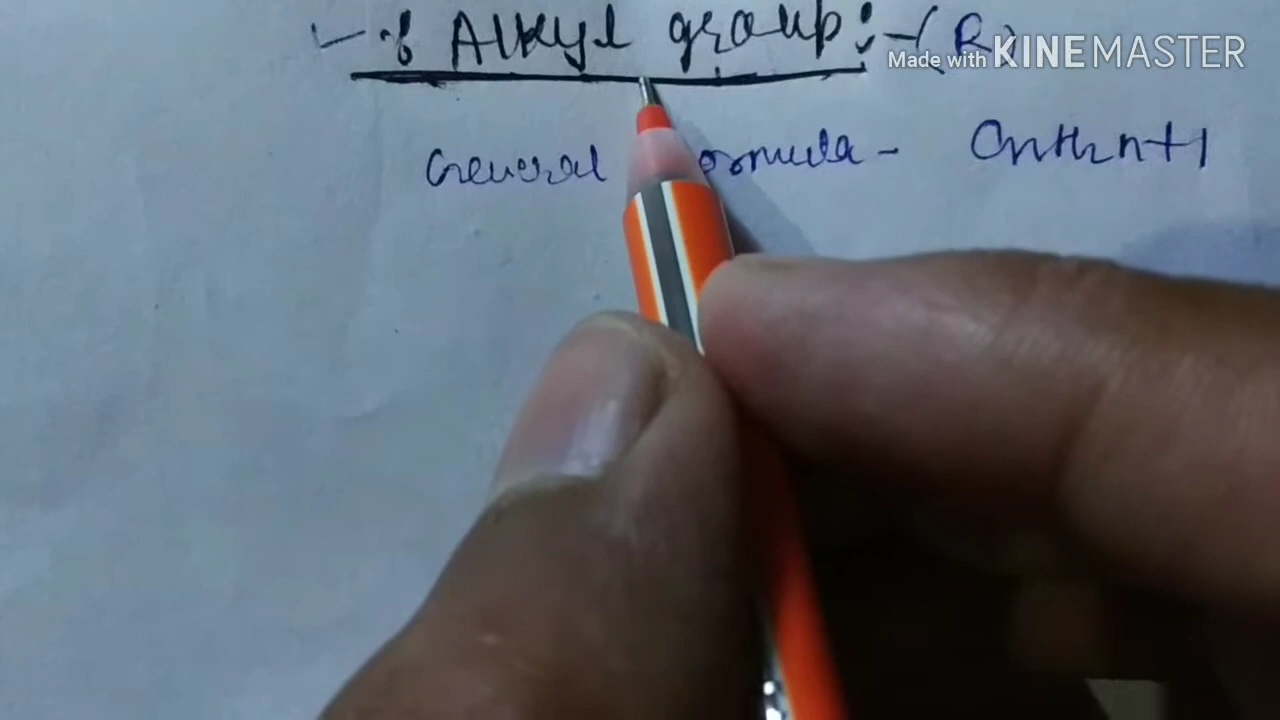 Alkyl group :- (R)
Made with KINEMASTER
General formula - CnH2n+1